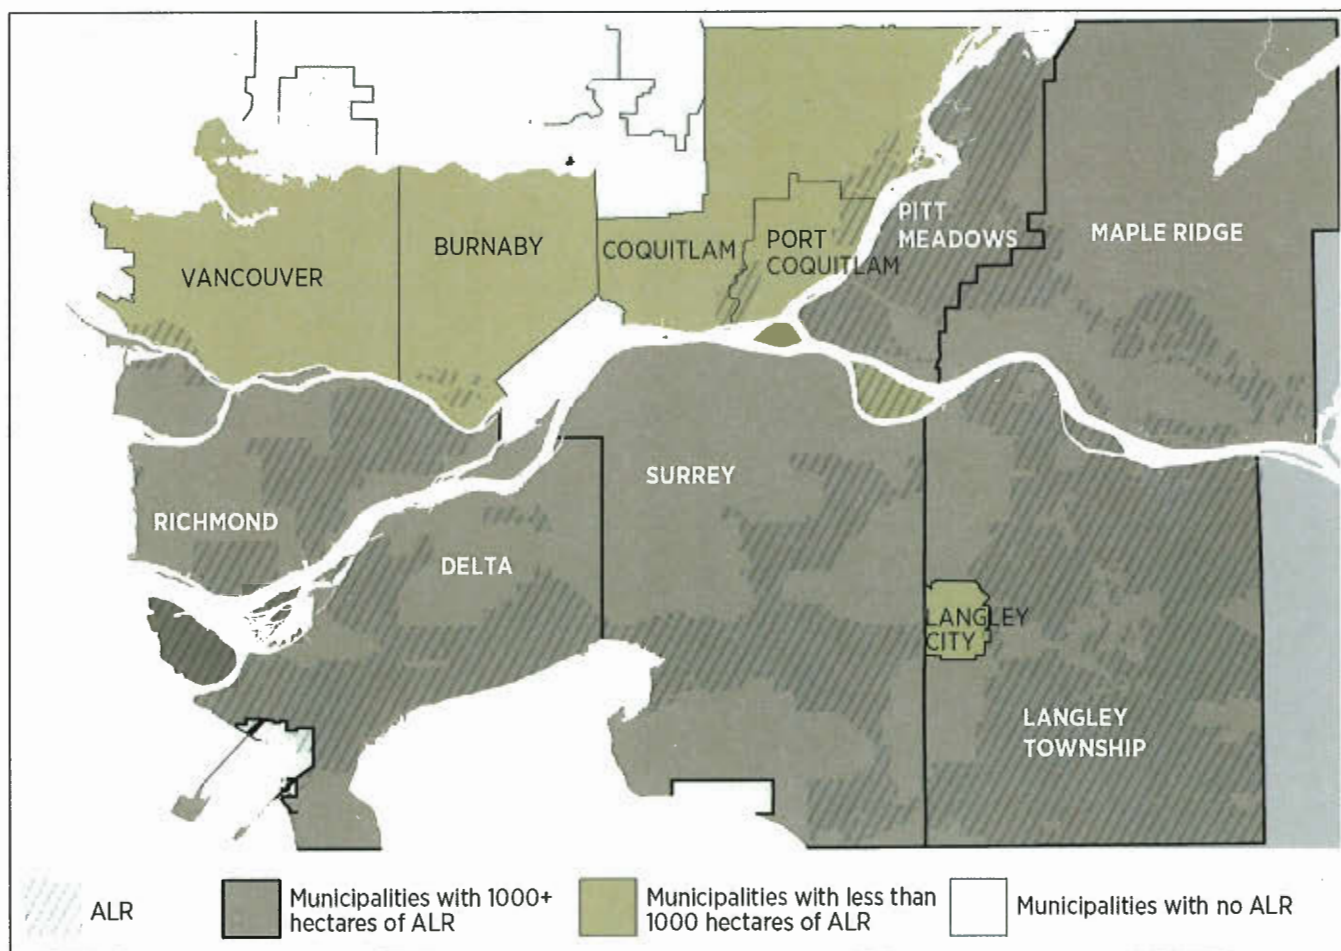 PITT
MEADOWS
MAPLE RIDGE
BURNABY
COQUITLAM
PORT
COQUITLAM
VANCOUVER
SURREY
RICHMOND
DELTA
LANGLEY
CITY
LANGLEY
TOWNSHIP
ALR
Municipalities with 1000+
hectares of ALR
Municipalities with less than
1000 hectares of ALR
Municipalities with no ALR